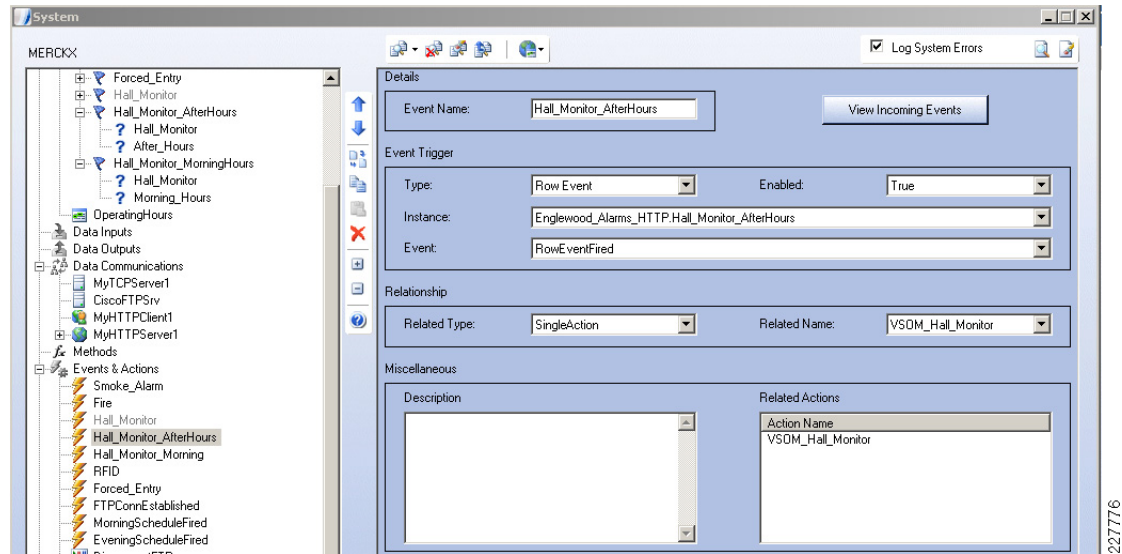 System
MERCKX
Log System Errors
Forced_Entry
Hall_Monitor
Hall_Monitor_AfterHours
? Hall_Monitor
? After_Hours
Hall_Monitor_MorningHours
? Hall_Monitor
? Morning_Hours
OperatingHours
Data Inputs
Data Outputs
Data Communications
MyTCPServer1
CiscoFTPSrv
MyHTTPClient1
MyHTTPServer1
fx Methods
Events & Actions
Smoke_Alarm
Fire
Hall_Monitor
Hall_Monitor_AfterHours
Hall_Monitor_Morning
RFID
Forced_Entry
FTPConnEstablished
MorningScheduleFired
EveningScheduleFired
Details
Event Name: Hall_Monitor_AfterHours
View Incoming Events
Event Trigger
Type: Row Event Enabled: True
Instance: Englewood_Alarms_HTTP.Hall_Monitor_AfterHours
Event: RowEventFired
Relationship
Related Type: SingleAction Related Name: VSOM_Hall_Monitor
Miscellaneous
Description
Related Actions
Action Name
VSOM_Hall_Monitor
227776